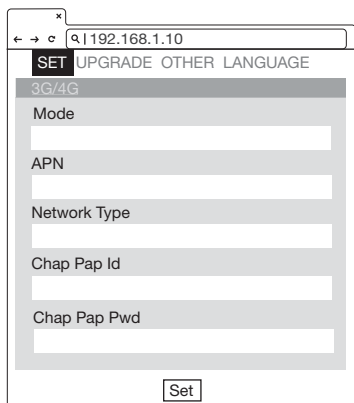 192.168.1.10
SET UPGRADE OTHER LANGUAGE
3G/4G
Mode
APN
Network Type
Chap Pap Id
Chap Pap Pwd
Set